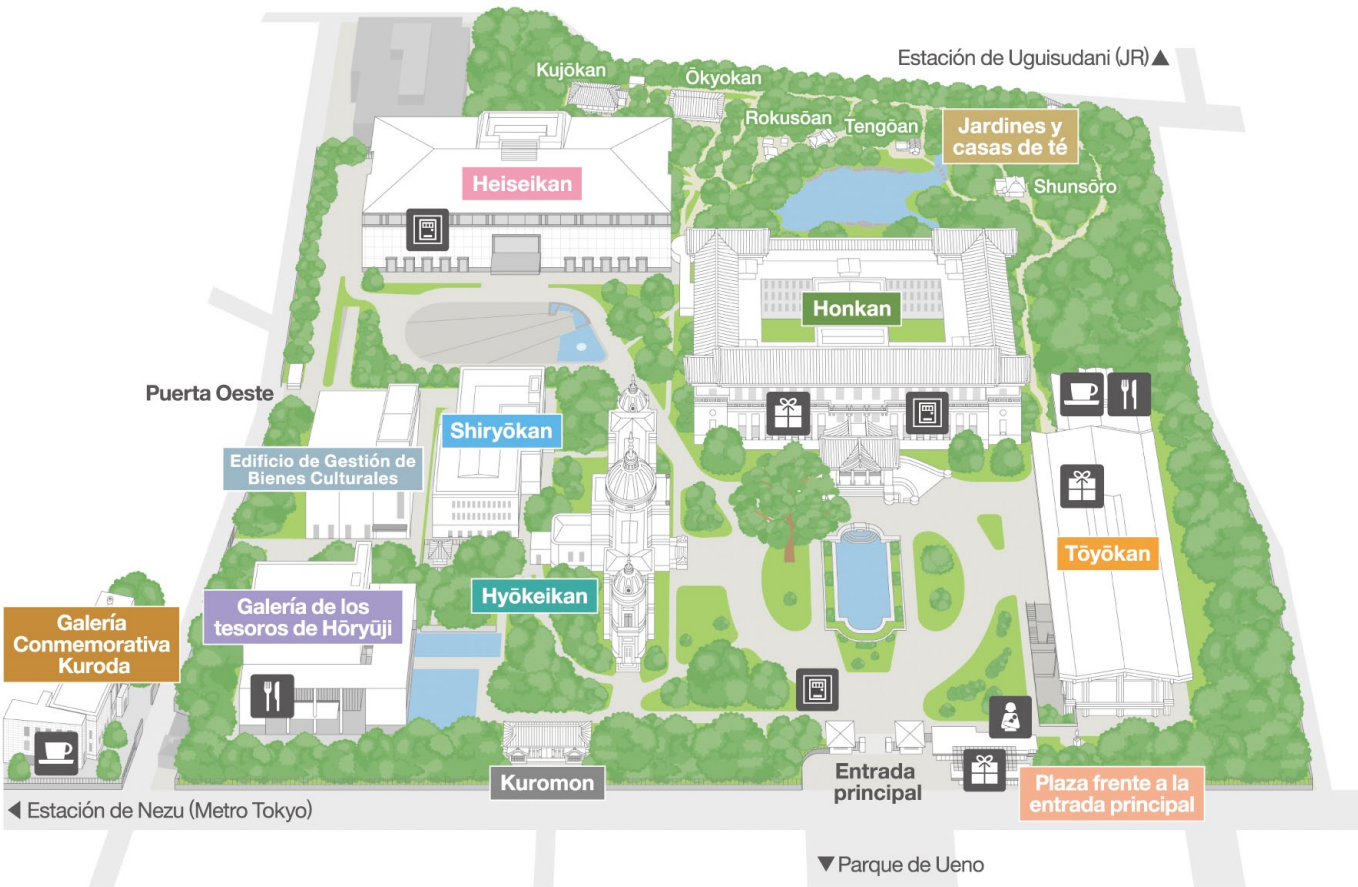 Estación de Uguisudani (JR) ▲
Kujōkan
Ōkyokan
Rokusōan
Tengōan
Jardines y
casas de té
Shunsōro
Heiseikan
Honkan
Puerta Oeste
Shiryōkan
Edificio de Gestión de
Bienes Culturales
Tōyōkan
Hyōkeikan
Galería de los
tesoros de Hōryūji
Galería
Conmemorativa
Kuroda
Kuromon
Entrada
principal
Plaza frente a la
entrada principal
◀ Estación de Nezu (Metro Tokyo)
▼ Parque de Ueno